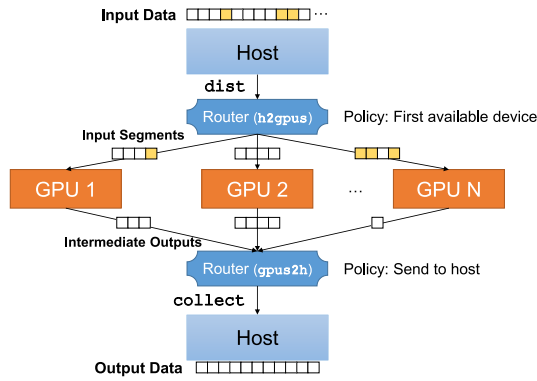 Input Data ...
Host
dist
Router (h2gpus) Policy: First available device
Input Segments
GPU 1 GPU 2 ... GPU N
Intermediate Outputs
Router (gpus2h) Policy: Send to host
collect
Host
Output Data